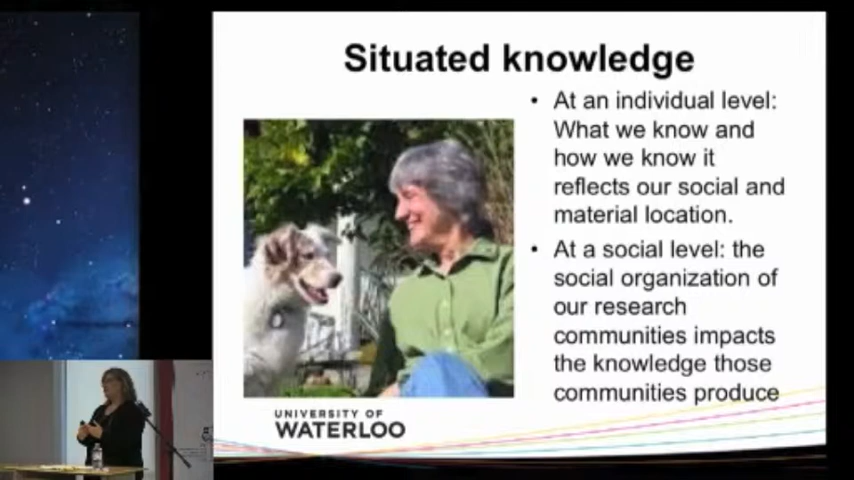 Situated knowledge
• At an individual level:
What we know and
how we know it
reflects our social and
material location.
• At a social level: the
social organization of
our research
communities impacts
the knowledge those
communities produce
UNIVERSITY OF
WATERLOO